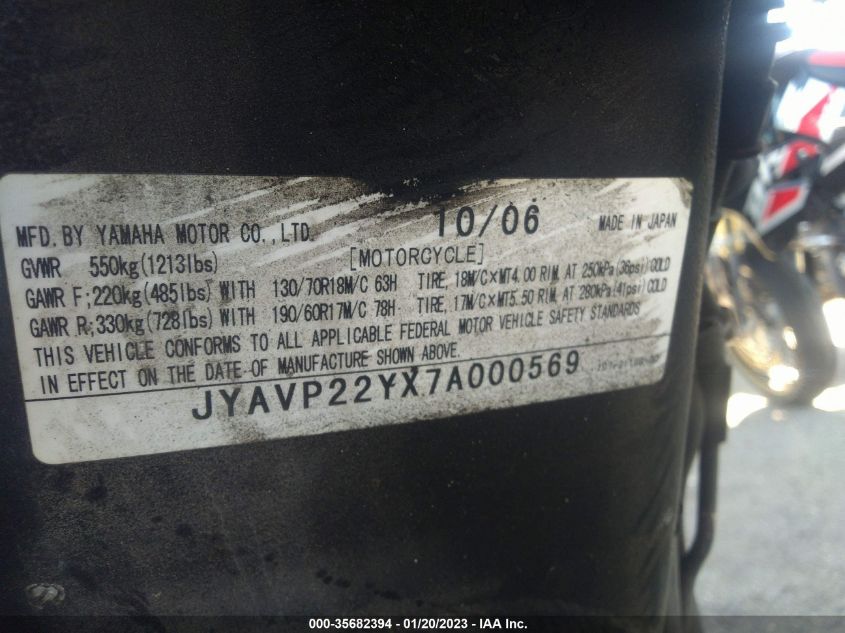 MFD. BY YAMAHA MOTOR CO., LTD. 10/06 MADE IN JAPAN
GVWR 550kg(1213lbs) [MOTORCYCLE]
GAWR F;220kg(485lbs) WITH 130/70R18M/C 63H TIRE, 18M/C×MT4.00 RIM, AT 250kPa(36psi)COLD
GAWR R;330kg(728lbs) WITH 190/60R17M/C 78H TIRE, 17M/C×MT5.50 RIM, AT 280kPa(41psi)COLD
THIS VEHICLE CONFORMS TO ALL APPLICABLE FEDERAL MOTOR VEHICLE SAFETY STANDARDS
IN EFFECT ON THE DATE OF MANUFACTURE SHOWN ABOVE.
JYAVP22YX7A000569
000-35682394 / 01/20/2023 - IAA Inc.